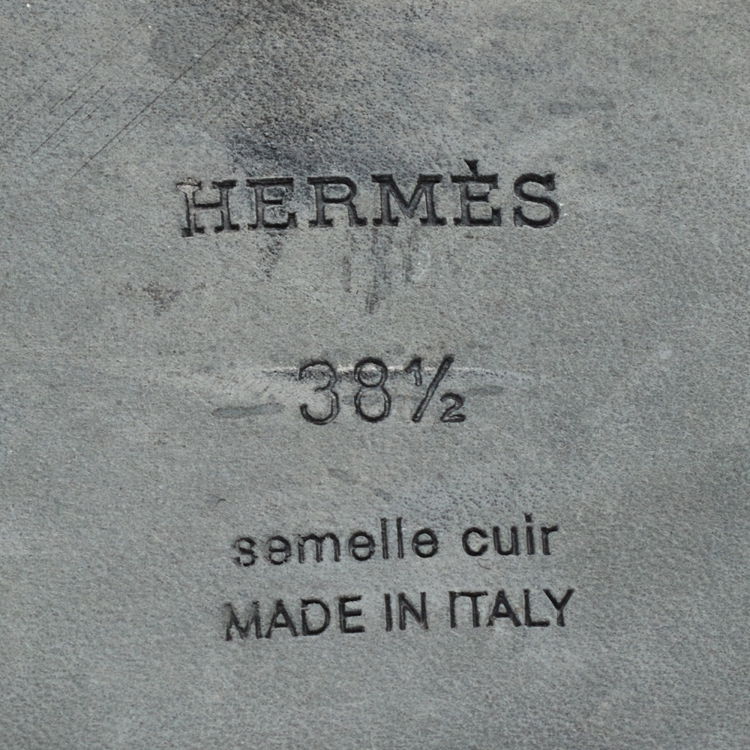 HERMÈS
38½
semelle cuir
MADE IN ITALY